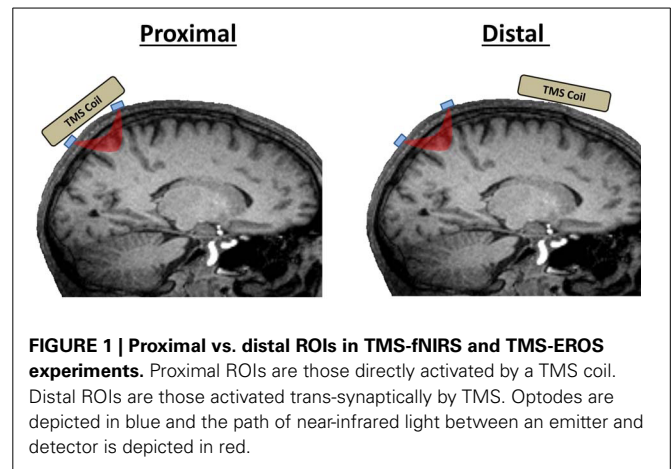 Proximal
Distal
TMS Coil
TMS Coil
FIGURE 1 | Proximal vs. distal ROIs in TMS-fNIRS and TMS-EROS
experiments. Proximal ROIs are those directly activated by a TMS coil.
Distal ROIs are those activated trans-synaptically by TMS. Optodes are
depicted in blue and the path of near-infrared light between an emitter and
detector is depicted in red.